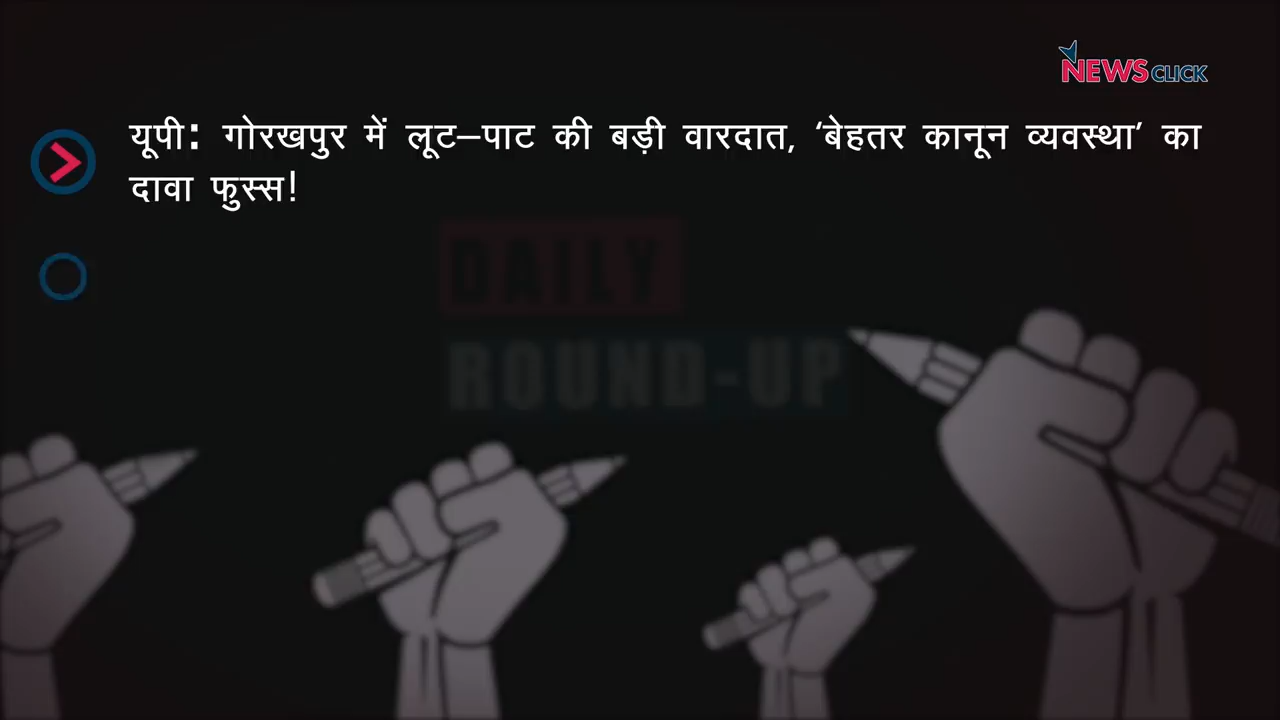 NEWSCLICK
यूपी: गोरखपुर में लूट–पाट की बड़ी वारदात, ‘बेहतर कानून व्यवस्था’ का
दावा फुस्स!
DAILY
ROUND-UP